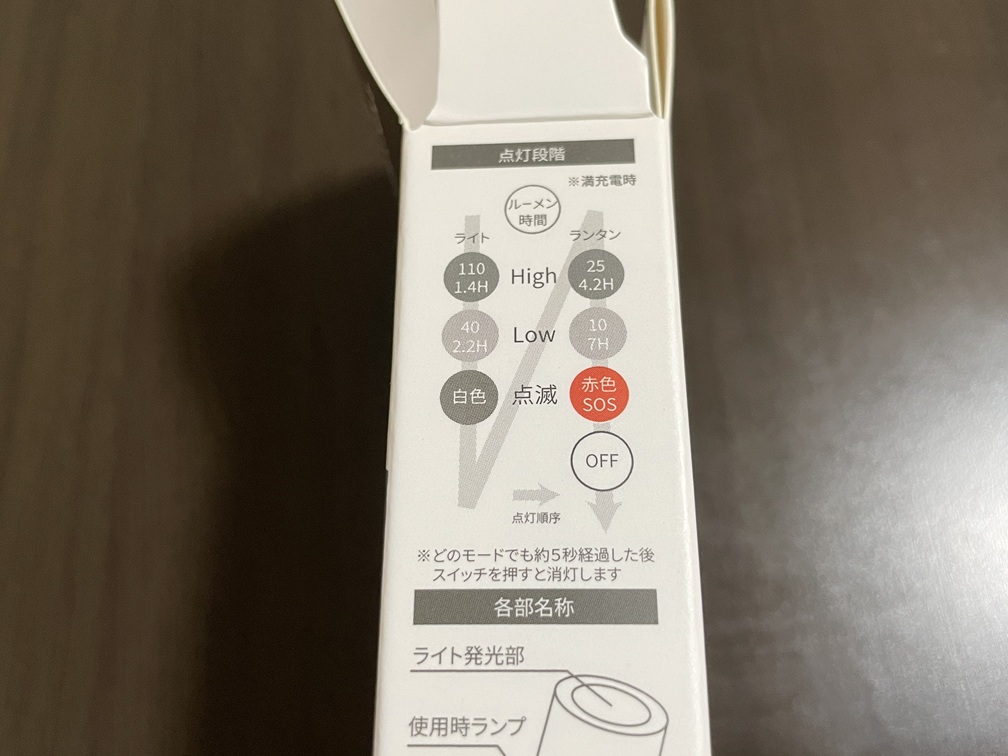 点灯段階
※満充電時
ルーメン
時間
ライト
ランタン
110
1.4H
High
25
4.2H
40
2.2H
Low
10
7H
白色
点滅
赤色
SOS
OFF
点灯順序
※どのモードでも約5秒経過した後
スイッチを押すと消灯します
各部名称
ライト発光部
使用時ランプ